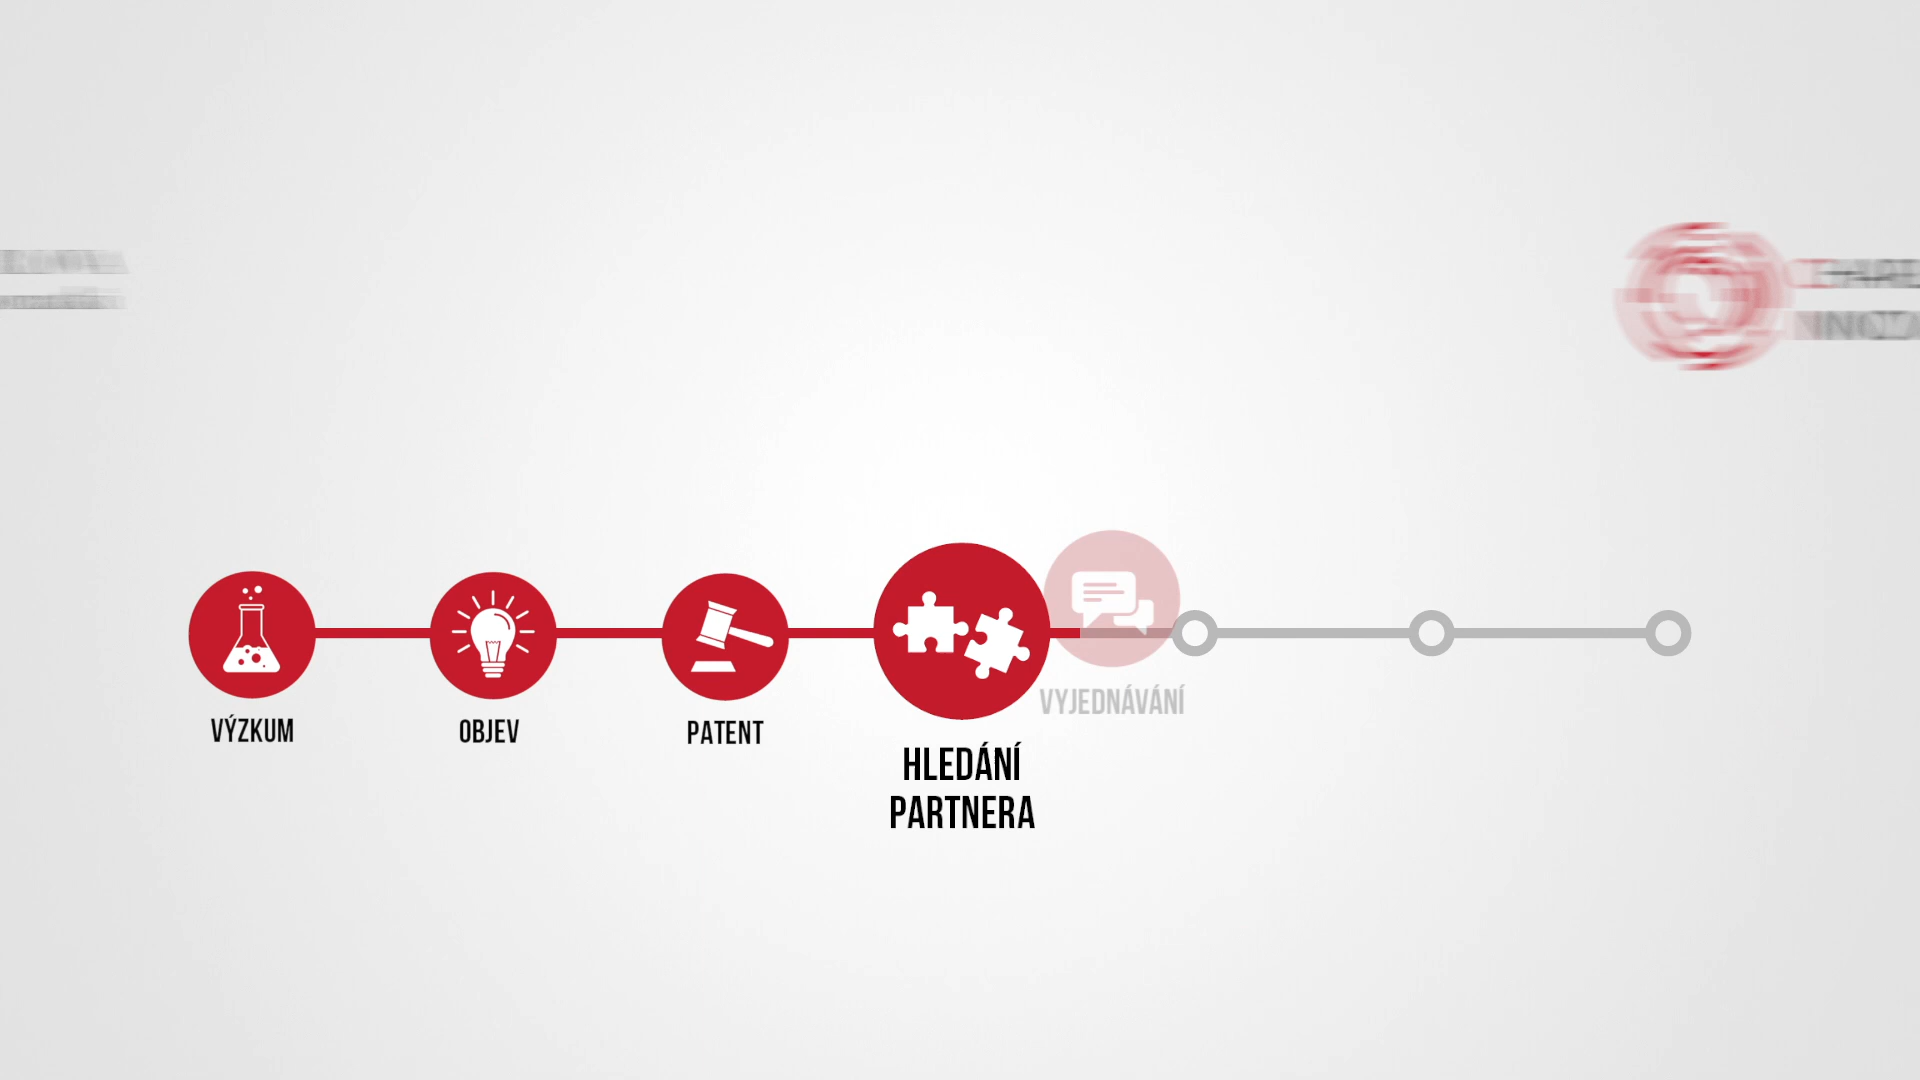 VÝZKUM
OBJEV
PATENT
HLEDÁNÍ
PARTNERA
VYJEDNÁVÁNÍ